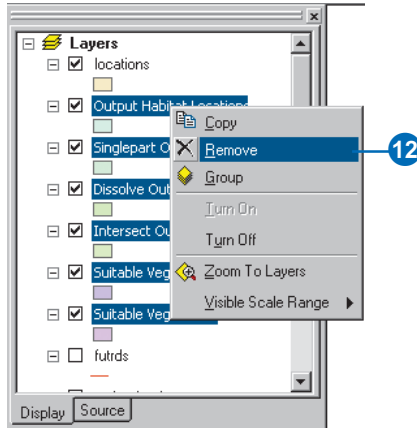 Layers
locations
Output Habitat Locations
Copy
Singlepart O
Remove
12
Group
Dissolve Out
Turn On
Intersect Ou
Turn Off
Suitable Veg
Zoom To Layers
Suitable Veg
Visible Scale Range
futrds
Display
Source